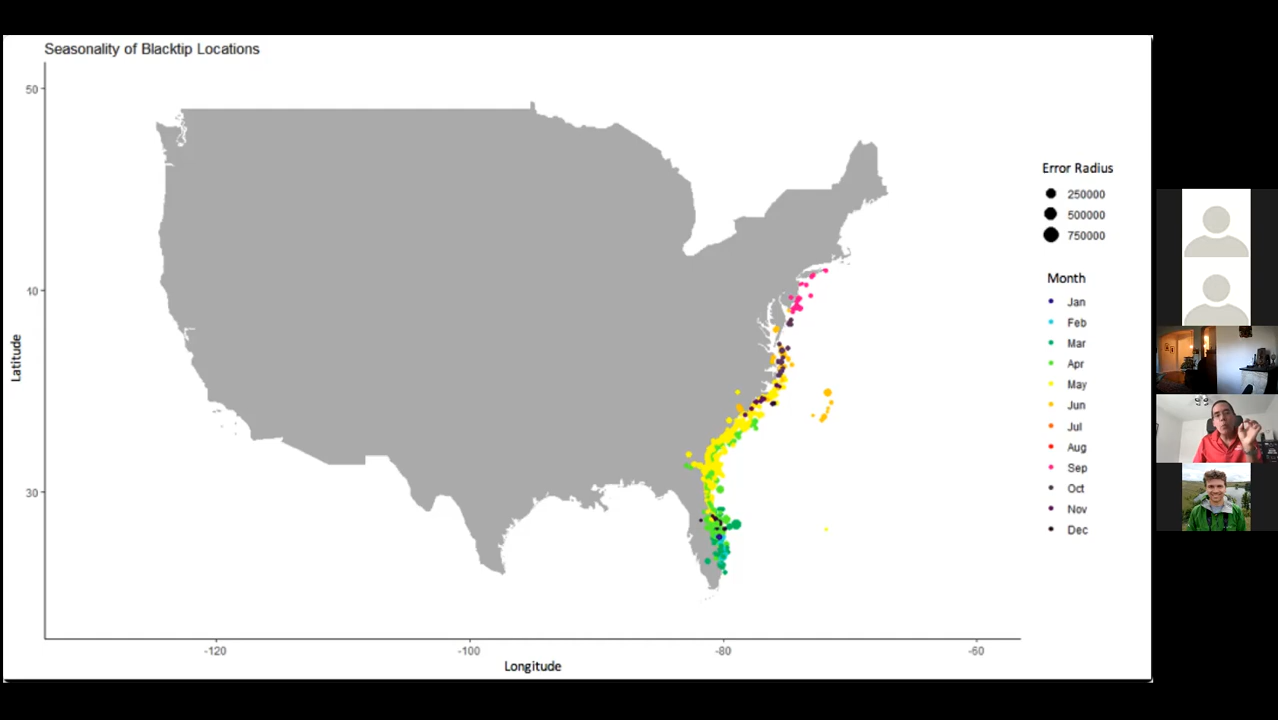 Seasonality of Blacktip Locations
50
40
30
Latitude
-120
-100
-80
-60
Longitude
Error Radius
250000
500000
750000
Month
Jan
Feb
Mar
Apr
May
Jun
Jul
Aug
Sep
Oct
Nov
Dec